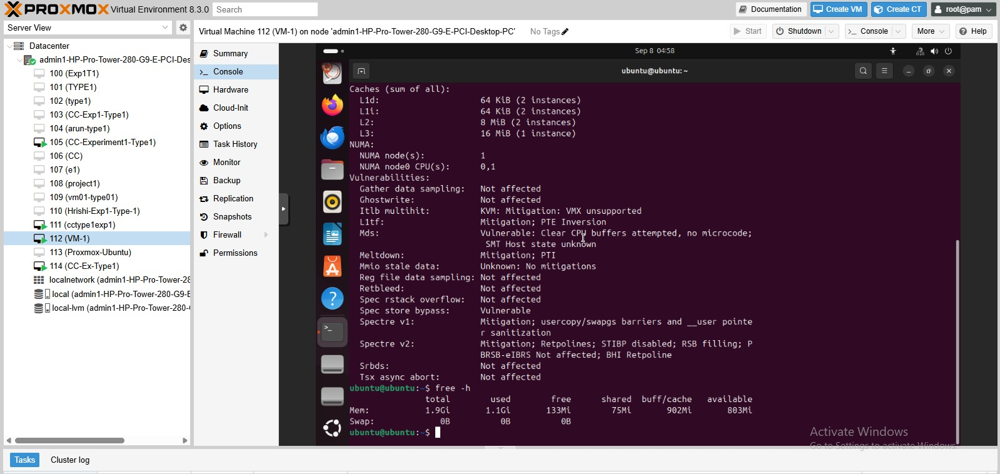 PROXMOX Virtual Environment 8.3.0 Search Documentation Create VM Create CT root@pam
Server View
Virtual Machine 112 (VM-1) on node 'admin1-HP-Pro-Tower-280-G9-E-PCI-Desktop-PC' No Tags Start Shutdown Console More Help
Datacenter
admin1-HP-Pro-Tower-280-G9-E-PCI-Des
100 (Exp1T1)
101 (TYPE1)
102 (type1)
103 (CC-Exp1-Type1)
104 (arun-type1)
105 (CC-Experiment1-Type1)
106 (CC)
107 (e1)
108 (project1)
109 (vm01-type01)
110 (Hrishi-Exp1-Type-1)
111 (cctype1exp1)
112 (VM-1)
113 (Proxmox-Ubuntu)
114 (CC-Ex-Type1)
localnetwork (admin1-HP-Pro-Tower-28
local (admin1-HP-Pro-Tower-280-G9-E
local-lvm (admin1-HP-Pro-Tower-280-
Summary
Console
Hardware
Cloud-Init
Options
Task History
Monitor
Backup
Replication
Snapshots
Firewall
Permissions
Sep 8 04:58
ubuntu@ubuntu: ~
Caches (sum of all):
L1d: 64 KiB (2 instances)
L1i: 64 KiB (2 instances)
L2: 8 MiB (2 instances)
L3: 16 MiB (1 instance)
NUMA:
NUMA node(s): 1
NUMA node0 CPU(s): 0,1
Vulnerabilities:
Gather data sampling: Not affected
Ghostwrite: Not affected
Itlb multihit: KVM: Mitigation: VMX unsupported
L1tf: Mitigation; PTE Inversion
Mds: Vulnerable: Clear CPU buffers attempted, no microcode;
SMT Host state unknown
Meltdown: Mitigation; PTI
Mmio stale data: Unknown: No mitigations
Reg file data sampling: Not affected
Retbleed: Not affected
Spec rstack overflow: Not affected
Spec store bypass: Vulnerable
Spectre v1: Mitigation; usercopy/swapgs barriers and __user pointe
r sanitization
Spectre v2: Mitigation; Retpolines; STIBP disabled; RSB filling; P
BRSB-eIBRS Not affected; BHI Retpoline
Srbds: Not affected
Tsx async abort: Not affected
ubuntu@ubuntu:~$ free -h
total used free shared buff/cache available
Mem: 1.9Gi 1.1Gi 133Mi 75Mi 902Mi 803Mi
Swap: 0B 0B 0B
ubuntu@ubuntu:~$
Activate Windows
Go to Settings to activate Windows.
Tasks Cluster log